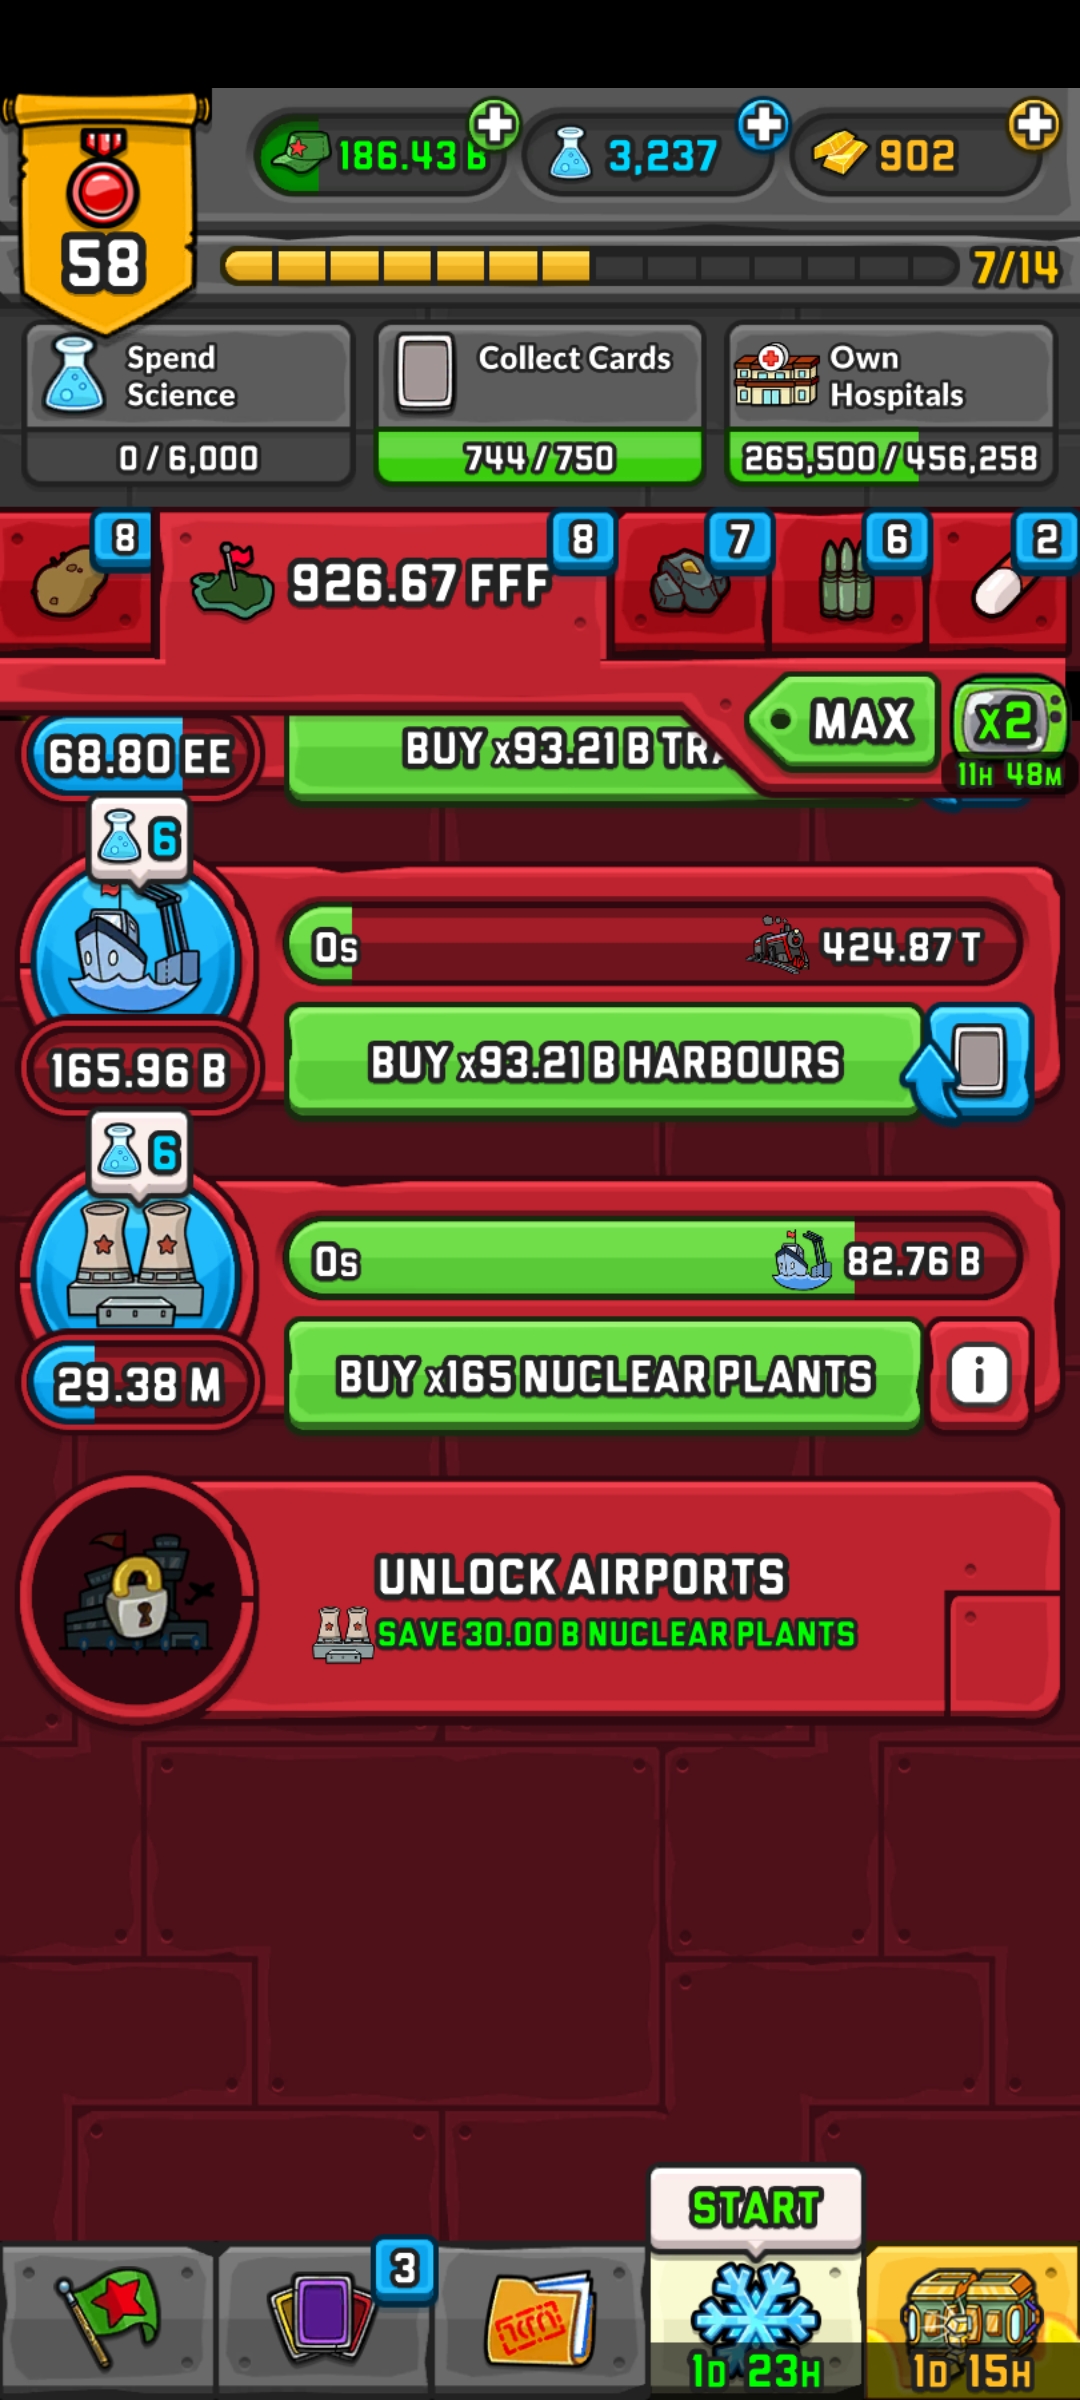 186.43 B
3,237
902
58
7/14
Spend
Science
Collect Cards
Own
Hospitals
0 / 6,000
744 / 750
265,500 / 456,258
8
926.67 FFF
8
7
6
2
MAX
x2
11H 48M
68.80 EE
BUY x93.21 B
6
0s
424.87 T
165.96 B
BUY x93.21 B HARBOURS
6
0s
82.76 B
29.38 M
BUY x165 NUCLEAR PLANTS
i
UNLOCK AIRPORTS
SAVE 30.00 B NUCLEAR PLANTS
START
3
1D 23H
1D 15H